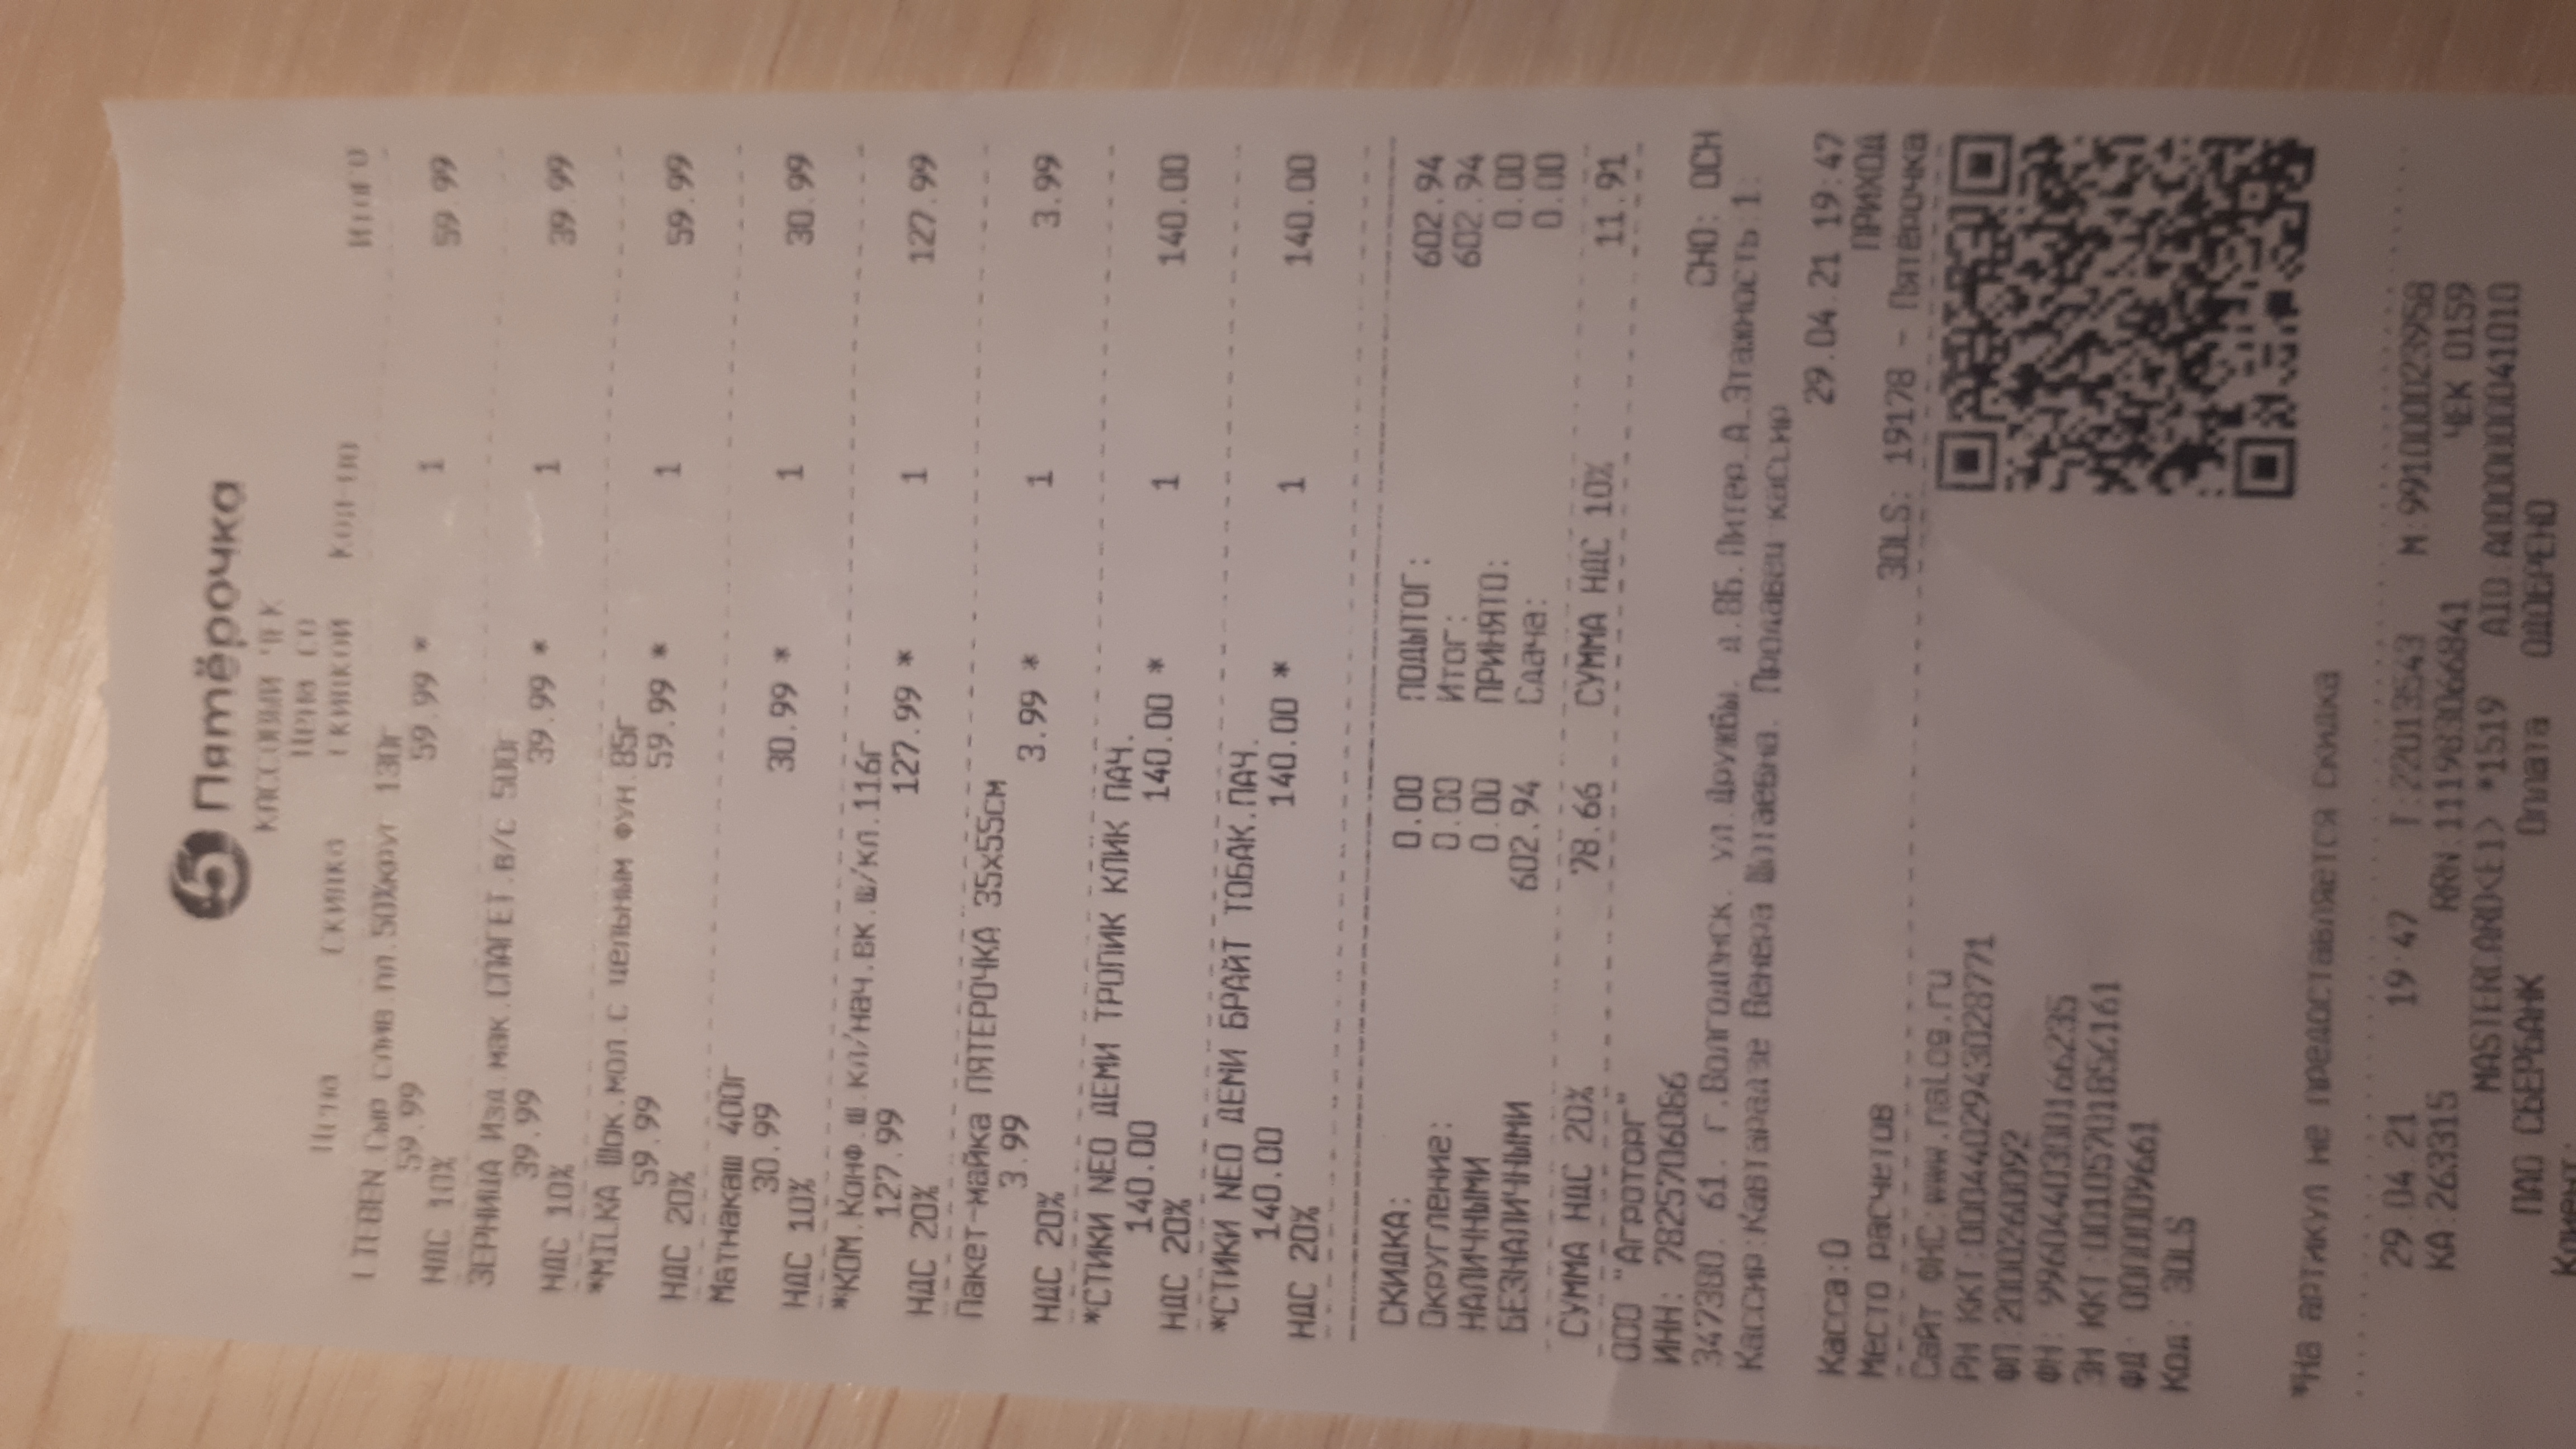 5 Пятёрочка
КАССОВЫЙ ЧЕК
Цена со
Цена Скидка скидкой Кол-во Итого
LIEBEN Сыр слив.пл.50%круг 130г
59.99 59.99 * 1 59.99
НДС 10%
ЗЕРНИЦА Изд.мак.СПАГЕТ.в/с 500г
39.99 39.99 * 1 39.99
НДС 10%
*MILKA Шок.мол.с цельным фун.85г
59.99 59.99 * 1 59.99
НДС 20%
Матнакаш 400г
30.99 30.99 * 1 30.99
НДС 10%
*КОМ.Конф.ш.кл/нач.вк.ш/кл.116г
127.99 127.99 * 1 127.99
НДС 20%
Пакет-майка ПЯТЕРОЧКА 35х55см
3.99 3.99 * 1 3.99
НДС 20%
*СТИКИ NEO ДЕМИ ТРОПИК КЛИК ПАЧ.
140.00 140.00 * 1 140.00
НДС 20%
*СТИКИ NEO ДЕМИ БРАЙТ ТОБАК.ПАЧ.
140.00 140.00 * 1 140.00
НДС 20%
СКИДКА: 0.00 ПОДЫТОГ: 602.94
Округление: 0.00 Итог: 602.94
НАЛИЧНЫМИ 0.00 ПРИНЯТО: 0.00
БЕЗНАЛИЧНЫМИ 602.94 Сдача: 0.00
СУММА НДС 20% 78.66 СУММА НДС 10% 11.91
ООО "Агроторг"
ИНН: 7825706086 СНО: ОСН
347380. 61. г.Волгодонск. ул.Дружбы. д.8Б.Литер.А.Этажность 1.
Кассир:Кавтарадзе Венера Шотаевна. Продавец-кассир
29.04.21 19:47
Касса:0 ПРИХОД
Место расчетов 3OLS: 19178 - Пятёрочка
Сайт ФНС:www.nalog.ru
РН ККТ:0004402943028771
ФП:2000260092
ФН: 9960440300166235
ЗН ККТ:00105701856161
ФД: 0000009661
Код: 3OLS
*На артикул не предоставляется скидка
29.04.21 19:47 Т:22013543 М:991000023958
КА:263315 RRN:111983066841 ЧЕК 0159
MASTERCARD(E1) *1519 AID:A0000000041010
ПАО СБЕРБАНК Оплата ОДОБРЕНО
Клиент: